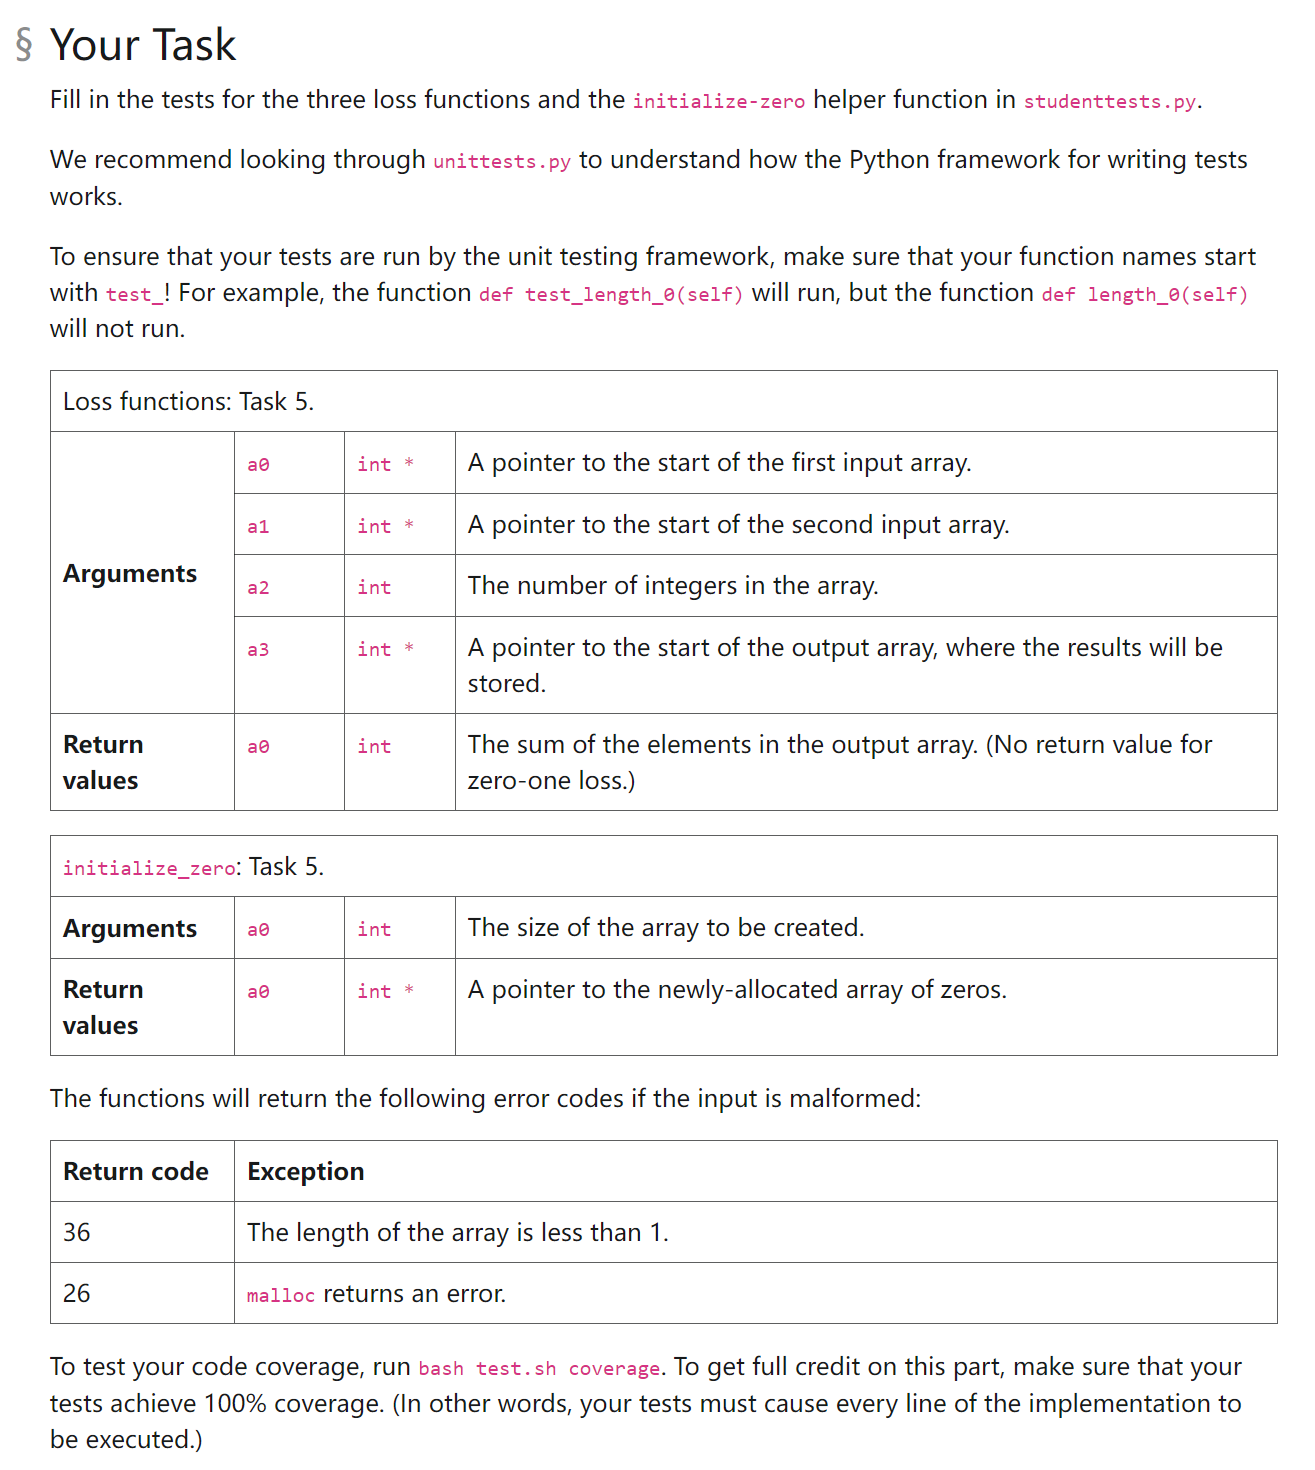 § Your Task
Fill in the tests for the three loss functions and the initialize-zero helper function in studenttests.py.
We recommend looking through unittests.py to understand how the Python framework for writing tests
works.
To ensure that your tests are run by the unit testing framework, make sure that your function names start
with test_! For example, the function def test_length_0(self) will run, but the function def length_0(self)
will not run.
Loss functions: Task 5.
Arguments
a0 int * A pointer to the start of the first input array.
a1 int * A pointer to the start of the second input array.
a2 int The number of integers in the array.
a3 int * A pointer to the start of the output array, where the results will be
stored.
Return
values
a0 int The sum of the elements in the output array. (No return value for
zero-one loss.)
initialize_zero: Task 5.
Arguments a0 int The size of the array to be created.
Return
values
a0 int * A pointer to the newly-allocated array of zeros.
The functions will return the following error codes if the input is malformed:
Return code Exception
36 The length of the array is less than 1.
26 malloc returns an error.
To test your code coverage, run bash test.sh coverage. To get full credit on this part, make sure that your
tests achieve 100% coverage. (In other words, your tests must cause every line of the implementation to
be executed.)